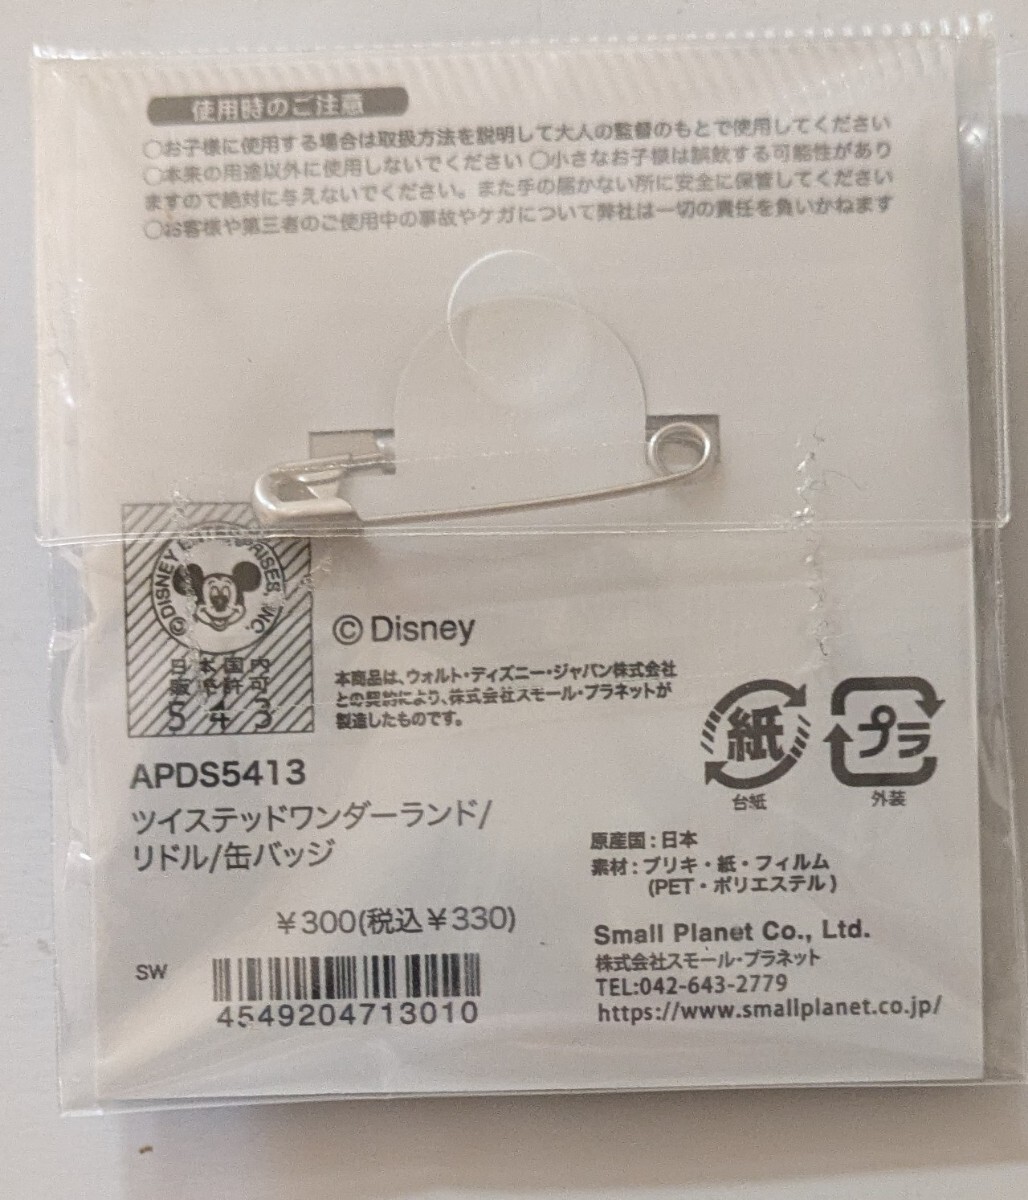 使用時のご注意
○お子様に使用する場合は取扱方法を説明して大人の監督のもとで使用してください
○本来の用途以外に使用しないでください ○小さなお子様は誤飲する可能性があり
ますので絶対に与えないでください。また手の届かない所に安全に保管してください
○お客様や第三者のご使用中の事故やケガについて弊社は一切の責任を負いかねます
©DISNEY ENTERPRISES, INC.
日本国内
販売許可
5413
©Disney
本商品は、ウォルト・ディズニー・ジャパン株式会社
との契約により、株式会社スモール・プラネットが
製造したものです。
紙
台紙
プラ
外装
APDS5413
ツイステッドワンダーランド/
リドル/缶バッジ
原産国:日本
素材:ブリキ・紙・フィルム
(PET・ポリエステル)
¥300(税込¥330)
Small Planet Co., Ltd.
株式会社スモール・プラネット
TEL:042-643-2779
https://www.smallplanet.co.jp/
SW
4549204713010